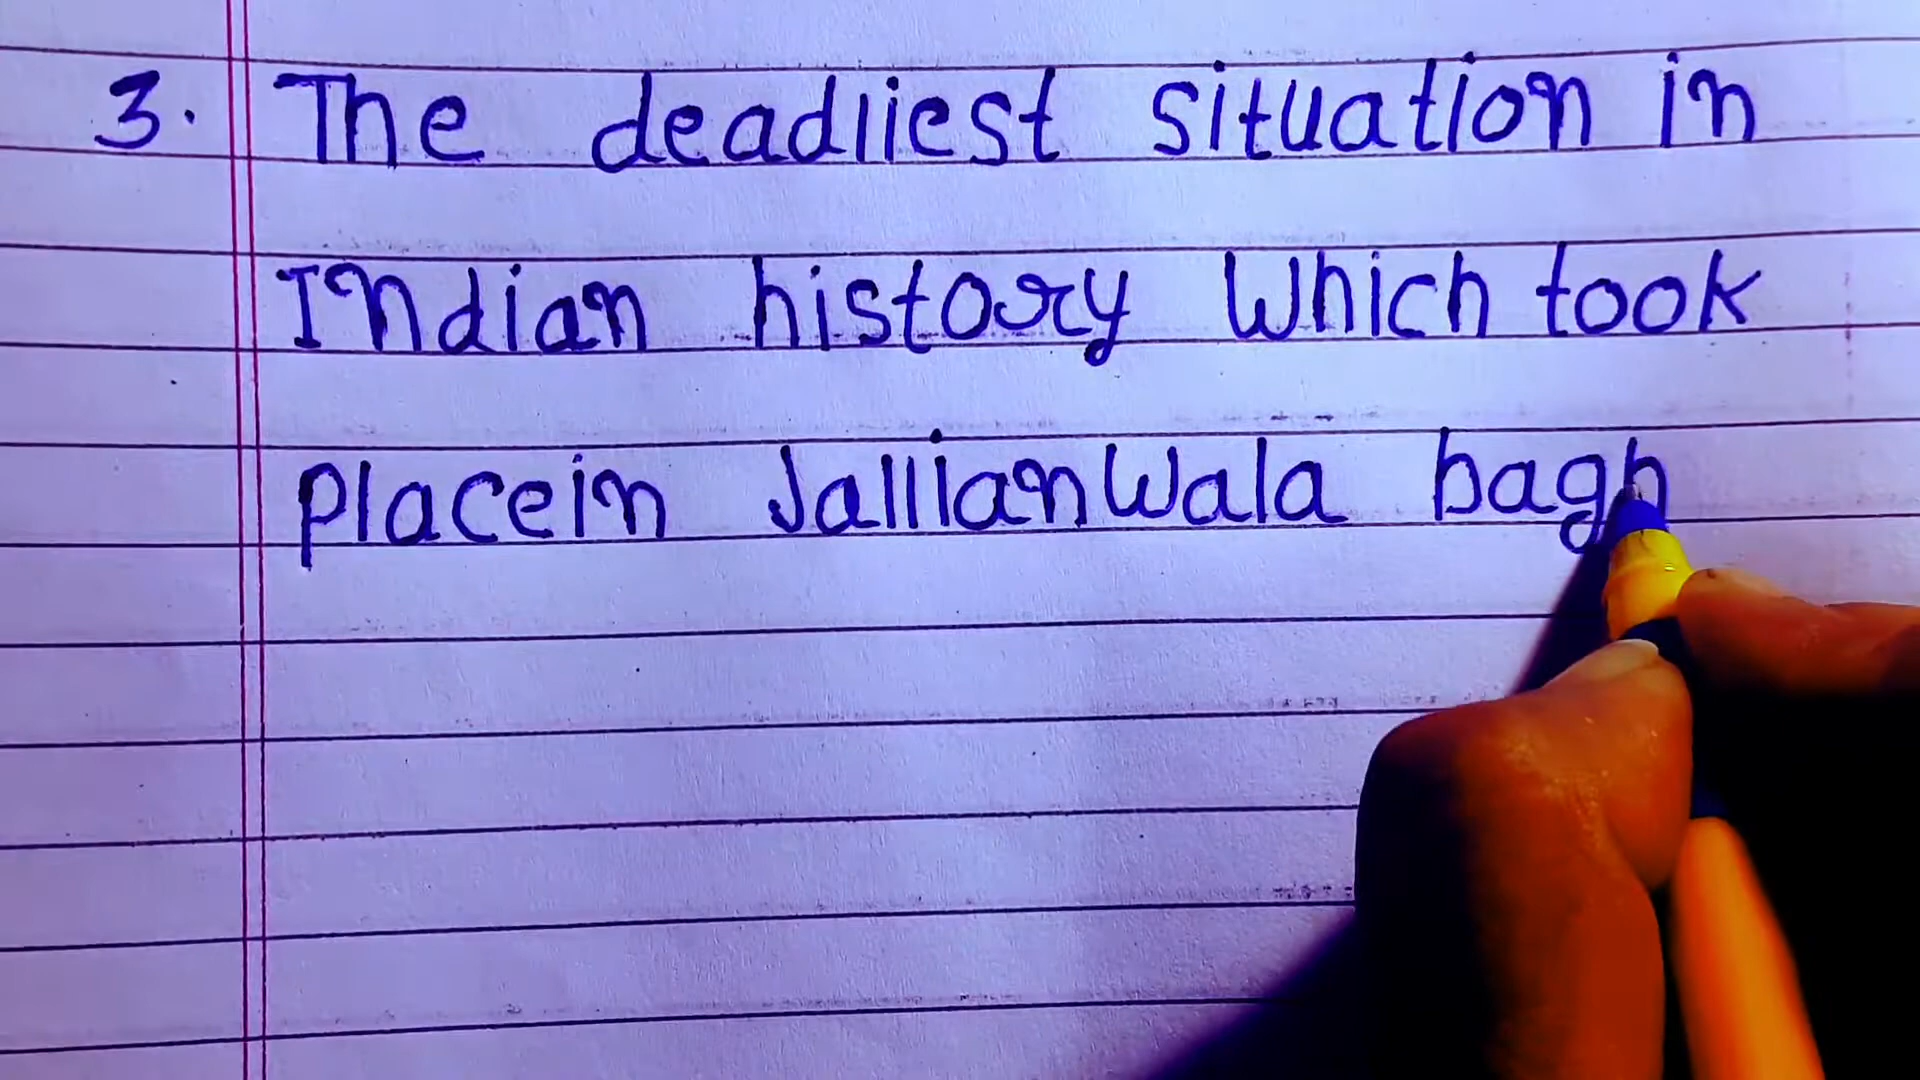 3. The deadliest situation in
Indian history Which took
placein JallianWala bagh